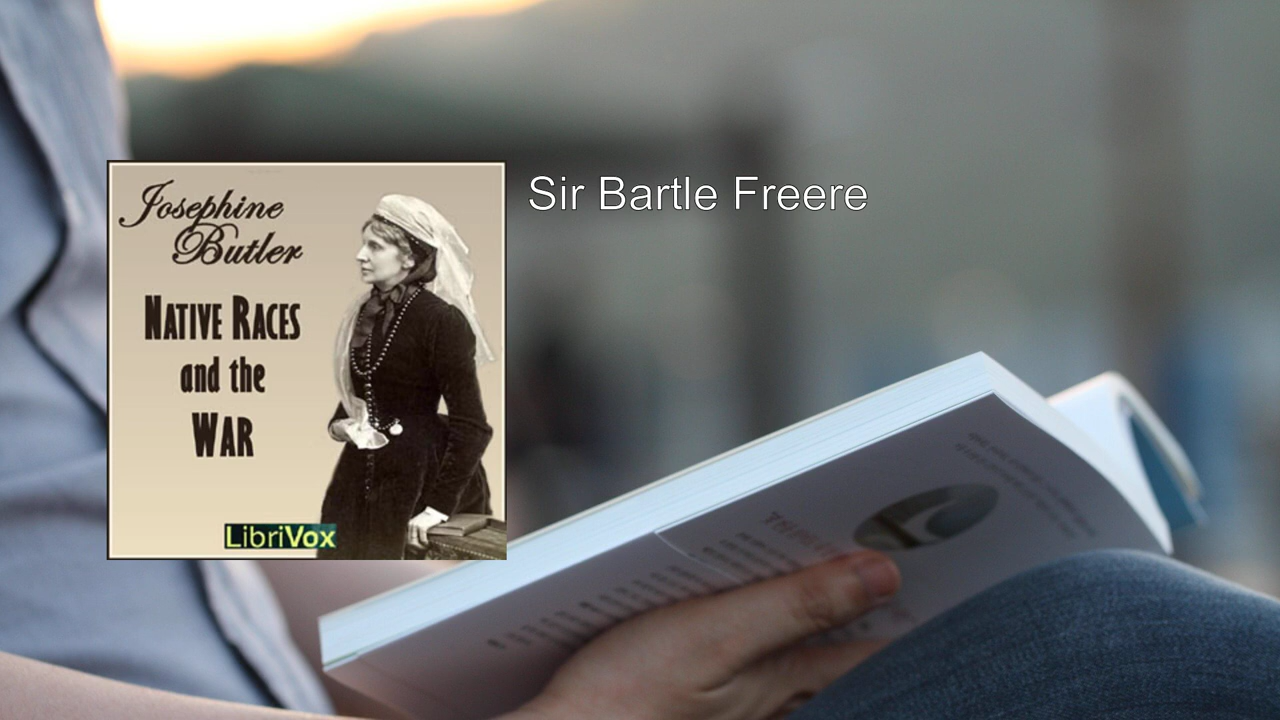 Josephine
Butler
NATIVE RACES
and the
WAR
LibriVox
Sir Bartle Freere